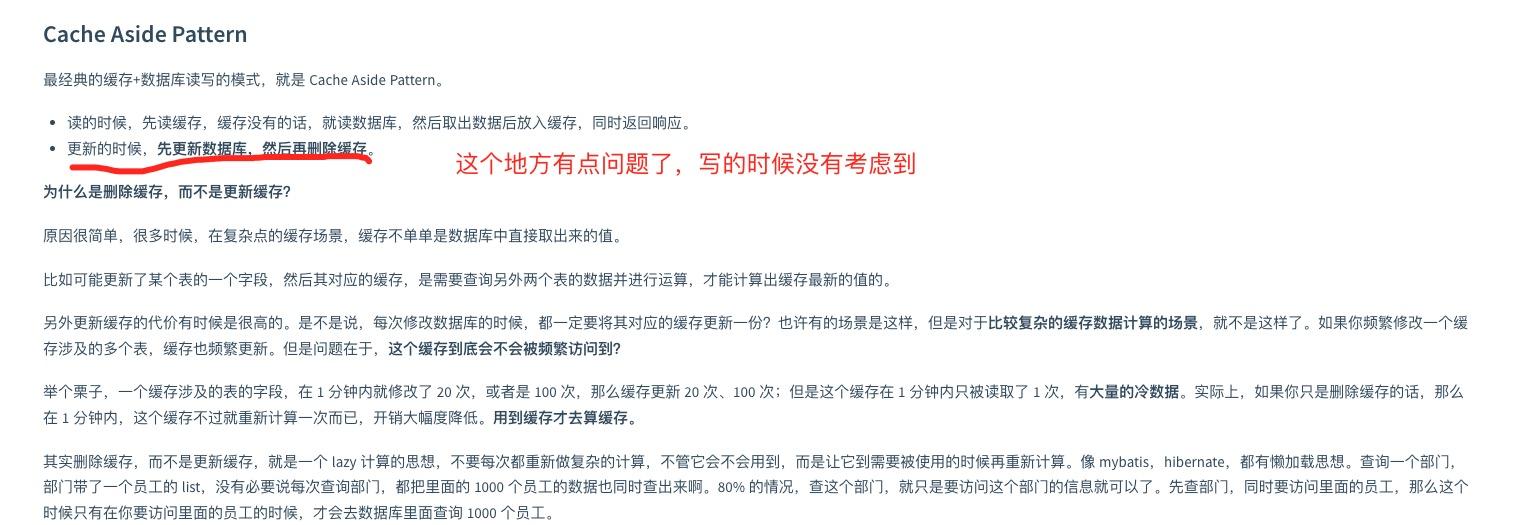 Cache Aside Pattern
最经典的缓存+数据库读写的模式，就是 Cache Aside Pattern。
• 读的时候，先读缓存，缓存没有的话，就读数据库，然后取出数据后放入缓存，同时返回响应。
• 更新的时候，先更新数据库，然后再删除缓存。
这个地方有点问题了，写的时候没有考虑到
为什么是删除缓存，而不是更新缓存？
原因很简单，很多时候，在复杂点的缓存场景，缓存不单单是数据库中直接取出来的值。
比如可能更新了某个表的一个字段，然后其对应的缓存，是需要查询另外两个表的数据并进行运算，才能计算出缓存最新的值的。
另外更新缓存的代价有时候是很高的。是不是说，每次修改数据库的时候，都一定要将其对应的缓存更新一份？也许有的场景是这样，但是对于比较复杂的缓存数据计算的场景，就不是这样了。如果你频繁修改一个缓
存涉及的多个表，缓存也频繁更新。但是问题在于，这个缓存到底会不会被频繁访问到？
举个栗子，一个缓存涉及的表的字段，在 1 分钟内就修改了 20 次，或者是 100 次，那么缓存更新 20 次、100 次；但是这个缓存在 1 分钟内只被读取了 1 次，有大量的冷数据。实际上，如果你只是删除缓存的话，那么
在 1 分钟内，这个缓存不过就重新计算一次而已，开销大幅度降低。用到缓存才去算缓存。
其实删除缓存，而不是更新缓存，就是一个 lazy 计算的思想，不要每次都重新做复杂的计算，不管它会不会用到，而是让它到需要被使用的时候再重新计算。像 mybatis，hibernate，都有懒加载思想。查询一个部门，
部门带了一个员工的 list，没有必要说每次查询部门，都把里面的 1000 个员工的数据也同时查出来啊。80% 的情况，查这个部门，就只是要访问这个部门的信息就可以了。先查部门，同时要访问里面的员工，那么这个
时候只有在你要访问里面的员工的时候，才会去数据库里面查询 1000 个员工。